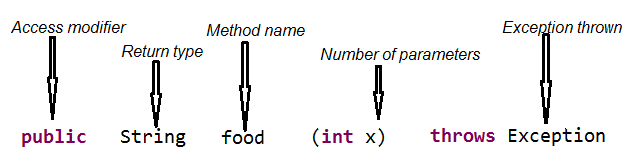 Access modifier
Return type
Method name
Number of parameters
Exception thrown
public String food (int x) throws Exception